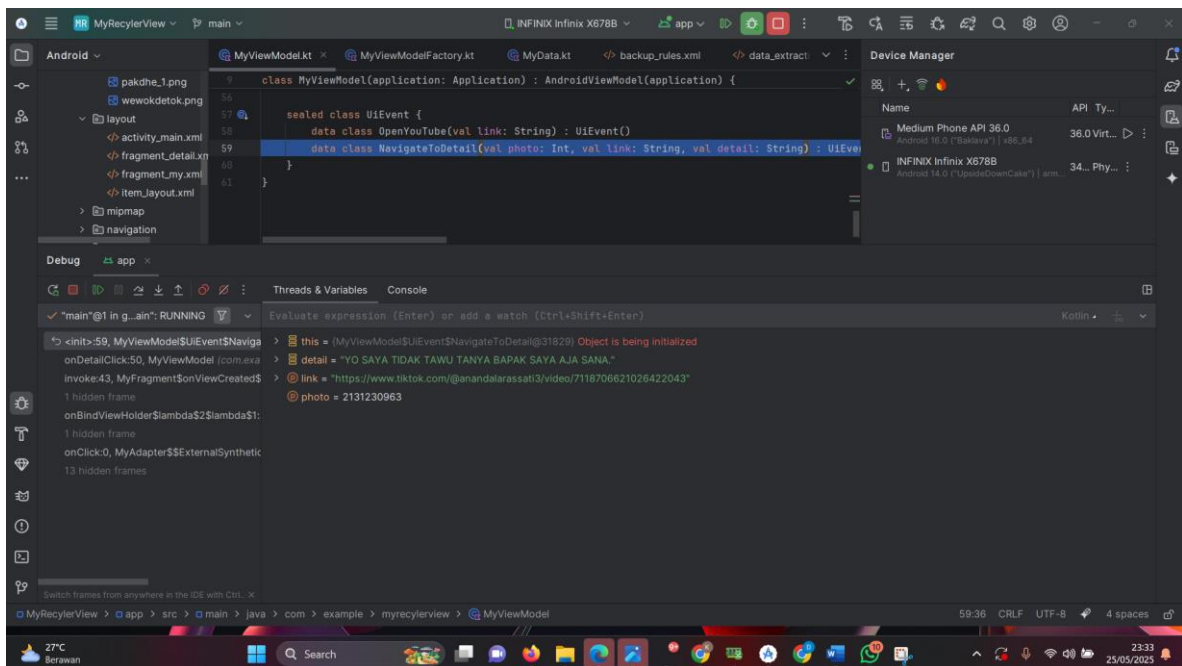 MR MyRecylerView main INFINIX Infinix X678B app
Android
MyViewModel.kt MyViewModelFactory.kt MyData.kt backup_rules.xml data_extracti
Device Manager
pakdhe_1.png
wewokdetok.png
layout
activity_main.xml
fragment_detail.xn
fragment_my.xml
item_layout.xml
mipmap
navigation
9 class MyViewModel(application: Application) : AndroidViewModel(application) {
56
57 sealed class UiEvent {
58 data class OpenYouTube(val link: String) : UiEvent()
59 data class NavigateToDetail(val photo: Int, val link: String, val detail: String) : UiEve
60 }
61 }
Name API Ty...
Medium Phone API 36.0 36.0 Virt...
Android 16.0 ("Baklava") | x86_64
INFINIX Infinix X678B 34... Phy...
Android 14.0 ("UpsideDownCake") | arm...
Debug app
Threads & Variables Console
"main"@1 in g...ain": RUNNING
Evaluate expression (Enter) or add a watch (Ctrl+Shift+Enter) Kotlin
<init>:59, MyViewModel$UiEvent$Naviga
onDetailClick:50, MyViewModel (com.exa
invoke:43, MyFragment$onViewCreated$
1 hidden frame
onBindViewHolder$lambda$2$lambda$1:
1 hidden frame
onClick:0, MyAdapter$$ExternalSynthetic
13 hidden frames
this = {MyViewModel$UiEvent$NavigateToDetail@31829} Object is being initialized
detail = "YO SAYA TIDAK TAWU TANYA BAPAK SAYA AJA SANA."
link = "https://www.tiktok.com/@anandalarassati3/video/7118706621026422043"
photo = 2131230963
Switch frames from anywhere in the IDE with Ctrl...
MyRecylerView > app > src > main > java > com > example > myrecylerview > MyViewModel
59:36 CRLF UTF-8 4 spaces
27°C
Berawan
Search
23:33
25/05/2025